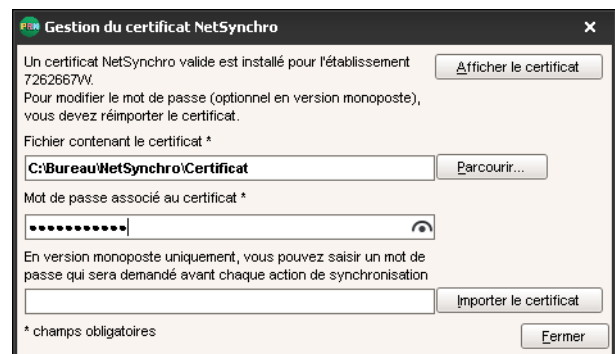 Gestion du certificat NetSynchro
Un certificat NetSynchro valide est installé pour l'établissement
7262667W.
Afficher le certificat
Pour modifier le mot de passe (optionnel en version monoposte),
vous devez réimporter le certificat.
Fichier contenant le certificat *
C:\Bureau\NetSynchro\Certificat
Parcourir...
Mot de passe associé au certificat *
•••••••••••
En version monoposte uniquement, vous pouvez saisir un mot de
passe qui sera demandé avant chaque action de synchronisation
Importer le certificat
* champs obligatoires
Fermer